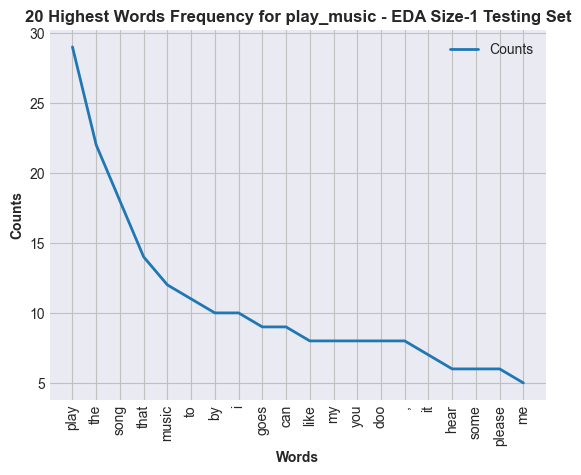 20 Highest Words Frequency for play_music - EDA Size-1 Testing Set
Counts
30
25
20
15
10
5
Counts
play
the
song
that
music
to
by
i
goes
can
like
my
you
doo
,
it
hear
some
please
me
Words